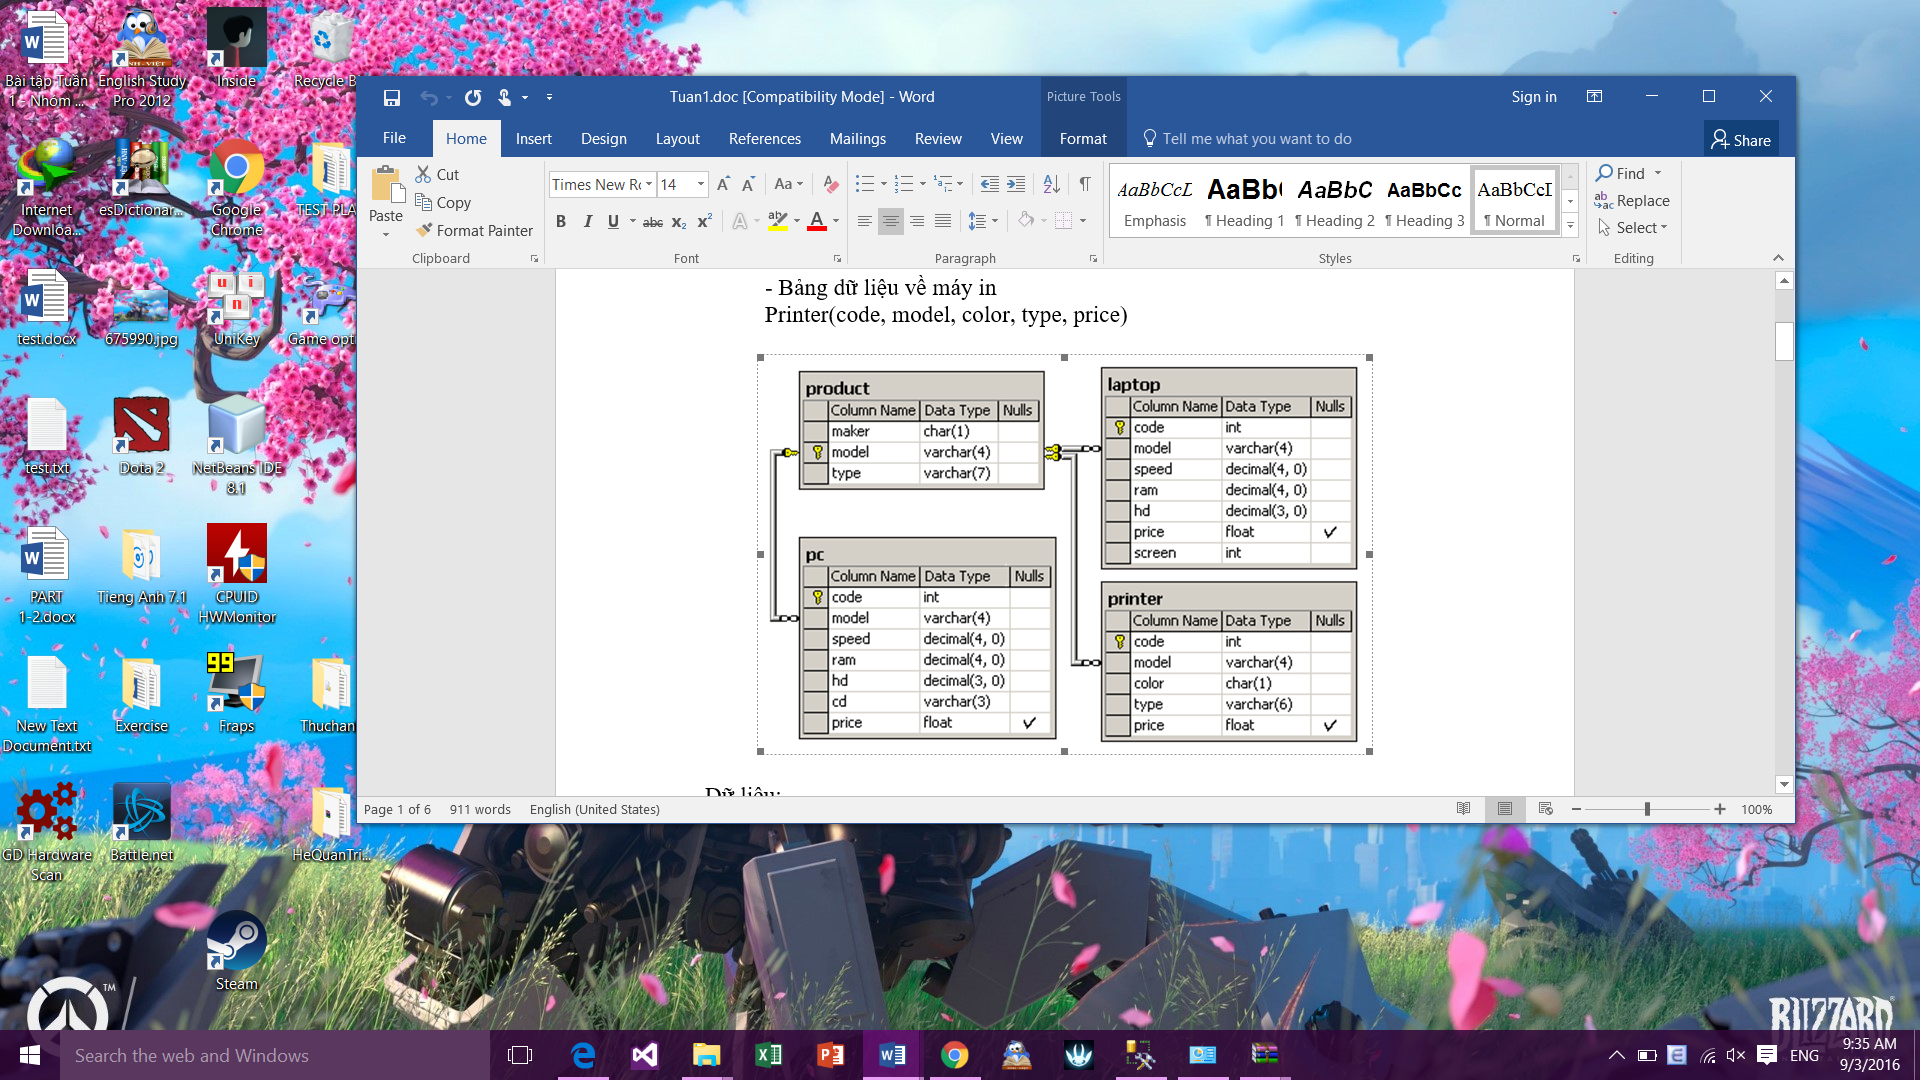 Bài tập Tuần
1 - Nhóm ...
English Study
Pro 2012
Inside
Recycle B
Internet
Downloa...
esDictionar...
Google
Chrome
TEST PLA
test.docx
675990.jpg
UniKey
Game opti
test.txt
Dota 2
NetBeans IDE
8.1
PART
1-2.docx
Tieng Anh 7.1
CPUID
HWMonitor
99
New Text
Document.txt
Exercise
Fraps
Thuchan
GD Hardware
Scan
Battle.net
HeQuanTri...
Steam
Tuan1.doc [Compatibility Mode] - Word
Picture Tools
Sign in
File
Home
Insert
Design
Layout
References
Mailings
Review
View
Format
Tell me what you want to do
Share
Paste
Cut
Copy
Format Painter
Clipboard
Times New Ro
14
Aa
B I U abc x₂ x² A ab A
Font
Paragraph
AaBbCcL AaBb( AaBbC AaBbCc AaBbCcI
Emphasis
¶ Heading 1
¶ Heading 2
¶ Heading 3
¶ Normal
Styles
Find
Replace
Select
Editing
- Bảng dữ liệu về máy in
Printer(code, model, color, type, price)
product
Column Name Data Type Nulls
maker char(1)
model varchar(4)
type varchar(7)
pc
Column Name Data Type Nulls
code int
model varchar(4)
speed decimal(4, 0)
ram decimal(4, 0)
hd decimal(3, 0)
cd varchar(3)
price float ✓
laptop
Column Name Data Type Nulls
code int
model varchar(4)
speed decimal(4, 0)
ram decimal(4, 0)
hd decimal(3, 0)
price float ✓
screen int
printer
Column Name Data Type Nulls
code int
model varchar(4)
color char(1)
type varchar(6)
price float ✓
Dữ liệu:
Page 1 of 6
911 words
English (United States)
100%
BLIZZARD
Search the web and Windows
ENG
9:35 AM
9/3/2016